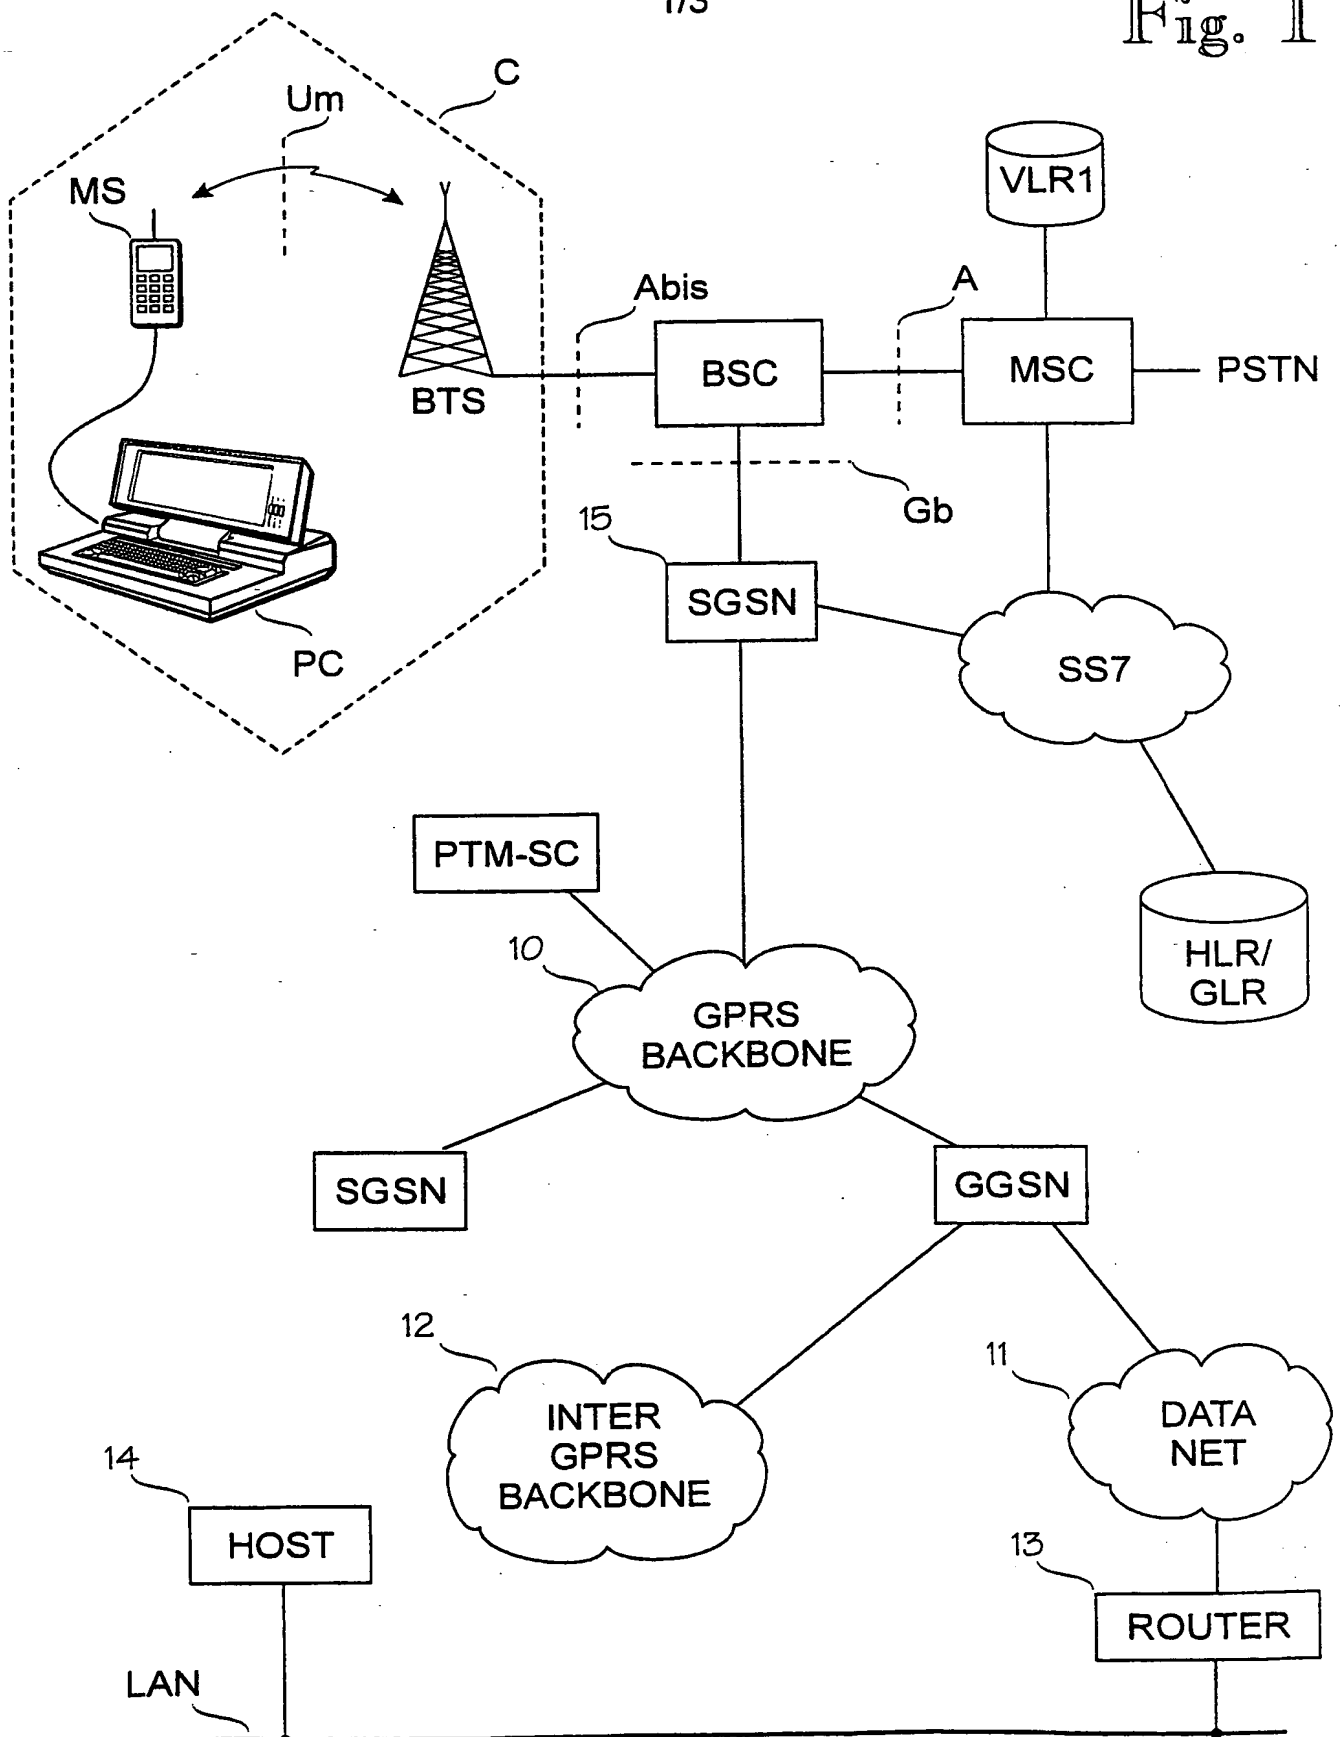 1/3
Fig. 1
C
Um
MS
VLR1
Abis
A
BSC
MSC
PSTN
BTS
Gb
15
SGSN
SS7
PC
PTM-SC
10
HLR/
GLR
GPRS
BACKBONE
SGSN
GGSN
12
11
INTER
GPRS
BACKBONE
DATA
NET
14
HOST
13
ROUTER
LAN